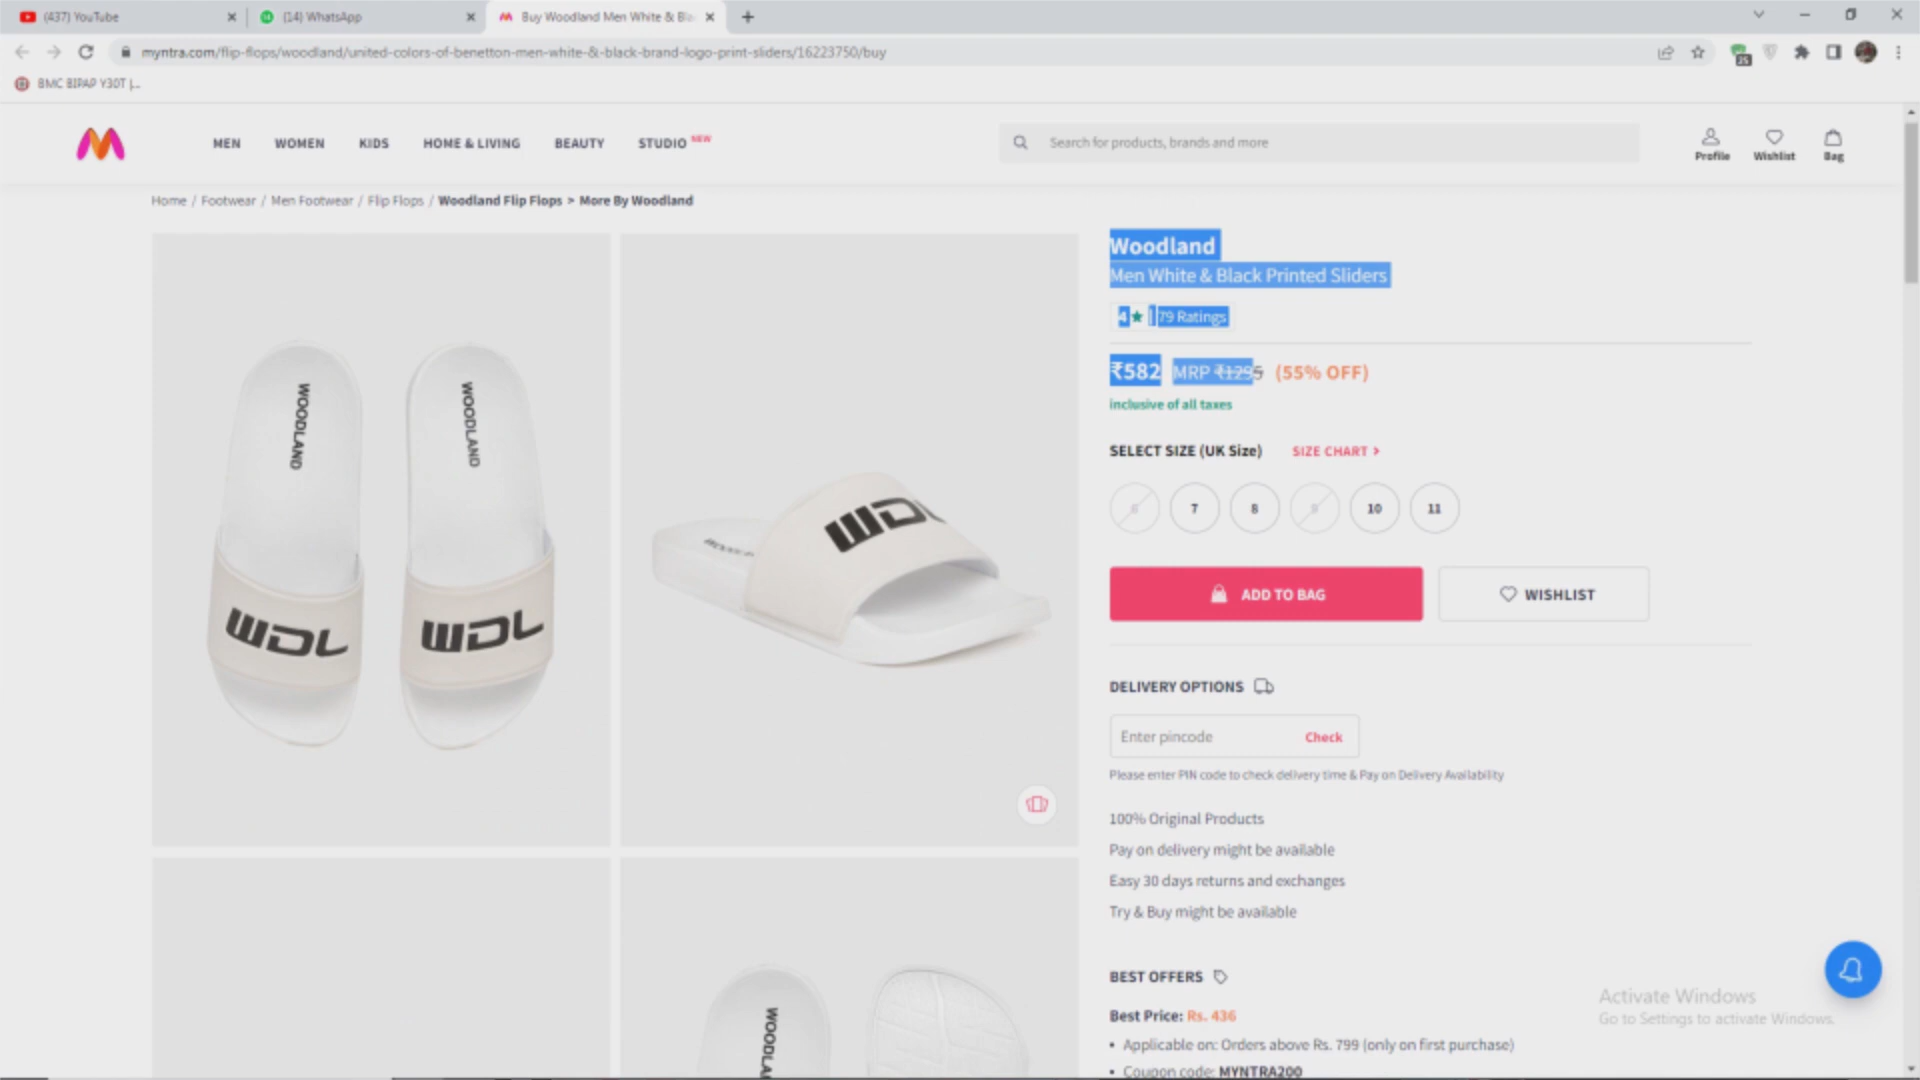 (437) YouTube
(14) WhatsApp
Buy Woodland Men White & Bla
myntra.com/flip-flops/woodland/united-colors-of-benetton-men-white-&-black-brand-logo-print-sliders/16223750/buy
25
BMC BIPAP Y30T |...
MEN
WOMEN
KIDS
HOME & LIVING
BEAUTY
STUDIO NEW
Search for products, brands and more
Profile
Wishlist
Bag
Home / Footwear / Men Footwear / Flip Flops / Woodland Flip Flops > More By Woodland
WOODLAND
WOODLAND
WDL
WDL
WDL
Woodland
Men White & Black Printed Sliders
4★ | 79 Ratings
₹582 MRP ₹1295 (55% OFF)
inclusive of all taxes
SELECT SIZE (UK Size)
SIZE CHART >
6
7
8
9
10
11
ADD TO BAG
WISHLIST
DELIVERY OPTIONS
Enter pincode
Check
Please enter PIN code to check delivery time & Pay on Delivery Availability
100% Original Products
Pay on delivery might be available
Easy 30 days returns and exchanges
Try & Buy might be available
BEST OFFERS
Best Price: Rs. 436
• Applicable on: Orders above Rs. 799 (only on first purchase)
• Coupon code: MYNTRA200
WOODLA
Activate Windows
Go to Settings to activate Windows.